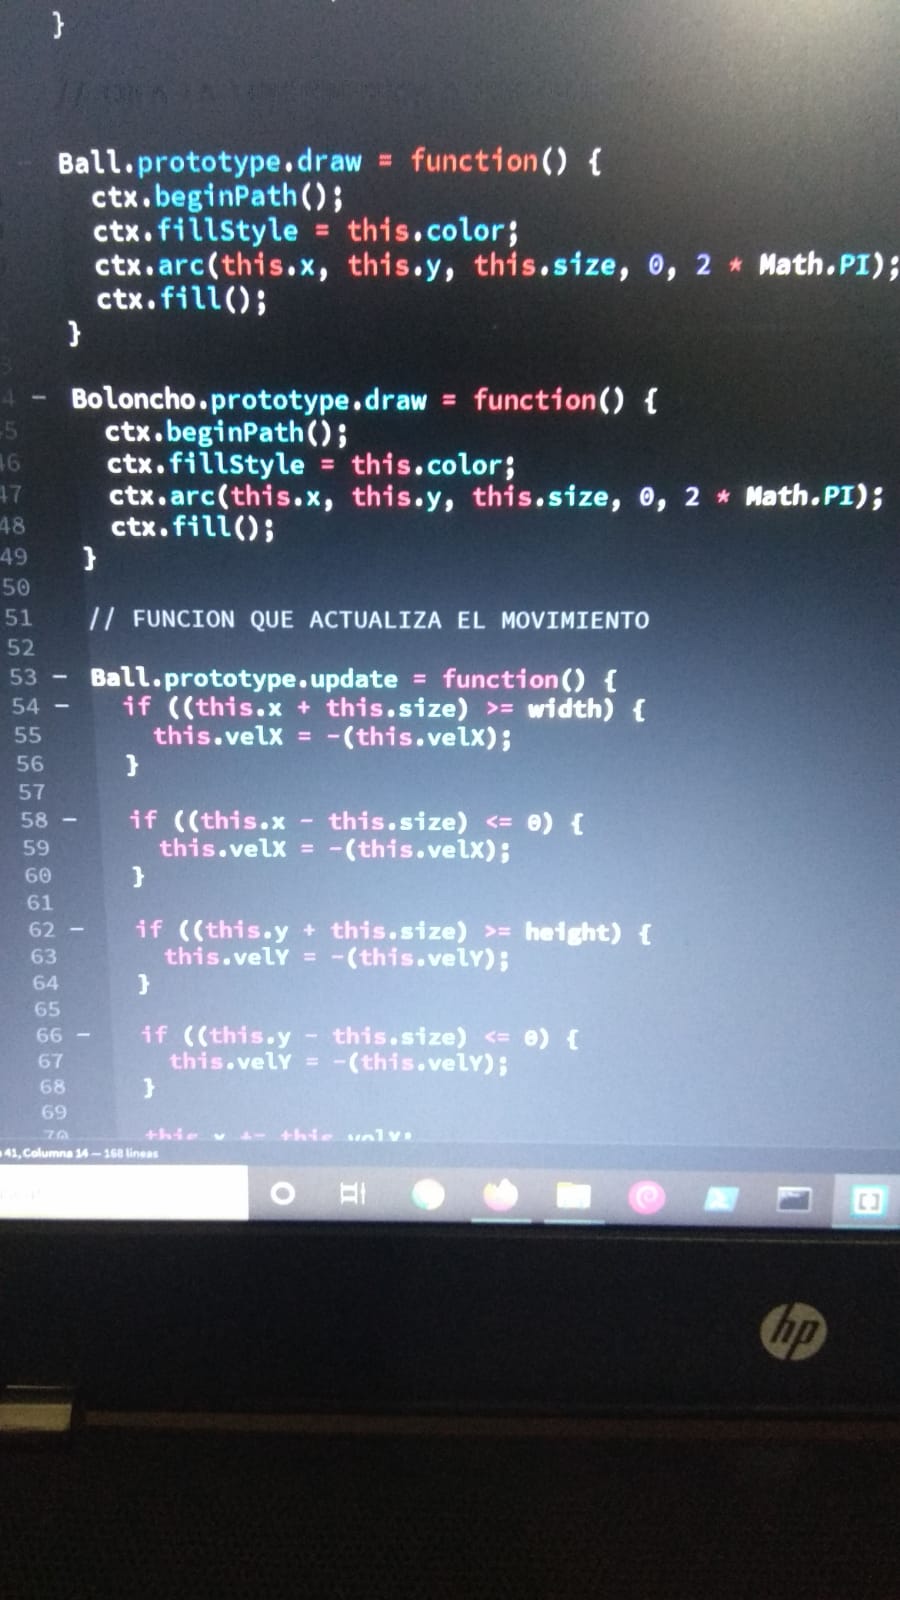 }
Ball.prototype.draw = function() {
ctx.beginPath();
ctx.fillStyle = this.color;
ctx.arc(this.x, this.y, this.size, 0, 2 * Math.PI);
ctx.fill();
}
4 - Boloncho.prototype.draw = function() {
45 ctx.beginPath();
46 ctx.fillStyle = this.color;
47 ctx.arc(this.x, this.y, this.size, 0, 2 * Math.PI);
48 ctx.fill();
49 }
50
51 // FUNCION QUE ACTUALIZA EL MOVIMIENTO
52
53 - Ball.prototype.update = function() {
54 - if ((this.x + this.size) >= width) {
55 this.velX = -(this.velX);
56 }
57
58 - if ((this.x - this.size) <= 0) {
59 this.velX = -(this.velX);
60 }
61
62 - if ((this.y + this.size) >= height) {
63 this.velY = -(this.velY);
64 }
65
66 - if ((this.y - this.size) <= 0) {
67 this.velY = -(this.velY);
68 }
69
41, Columna 14 — 168 líneas
hp